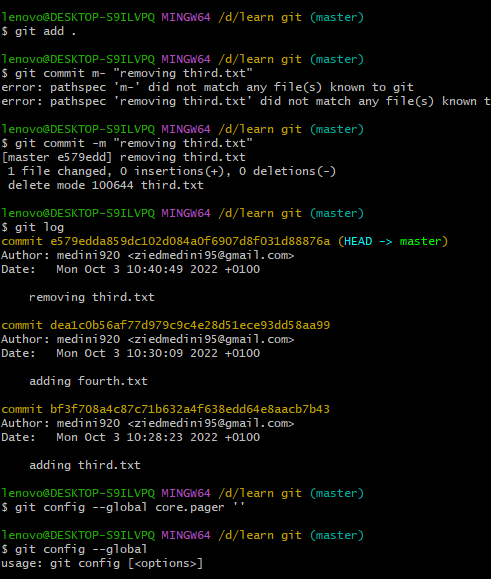 lenovo@DESKTOP-S9ILVPQ MINGW64 /d/learn git (master)
$ git add .
lenovo@DESKTOP-S9ILVPQ MINGW64 /d/learn git (master)
$ git commit m- "removing third.txt"
error: pathspec 'm-' did not match any file(s) known to git
error: pathspec 'removing third.txt' did not match any file(s) known t
lenovo@DESKTOP-S9ILVPQ MINGW64 /d/learn git (master)
$ git commit -m "removing third.txt"
[master e579edd] removing third.txt
 1 file changed, 0 insertions(+), 0 deletions(-)
 delete mode 100644 third.txt
lenovo@DESKTOP-S9ILVPQ MINGW64 /d/learn git (master)
$ git log
commit e579edda859dc102d084a0f6907d8f031d88876a (HEAD -> master)
Author: medini920 <ziedmedini95@gmail.com>
Date:   Mon Oct 3 10:40:49 2022 +0100
    removing third.txt
commit dea1c0b56af77d979c9c4e28d51ece93dd58aa99
Author: medini920 <ziedmedini95@gmail.com>
Date:   Mon Oct 3 10:30:09 2022 +0100
    adding fourth.txt
commit bf3f708a4c87c71b632a4f638edd64e8aacb7b43
Author: medini920 <ziedmedini95@gmail.com>
Date:   Mon Oct 3 10:28:23 2022 +0100
    adding third.txt
lenovo@DESKTOP-S9ILVPQ MINGW64 /d/learn git (master)
$ git config --global core.pager ''
lenovo@DESKTOP-S9ILVPQ MINGW64 /d/learn git (master)
$ git config --global
usage: git config [<options>]